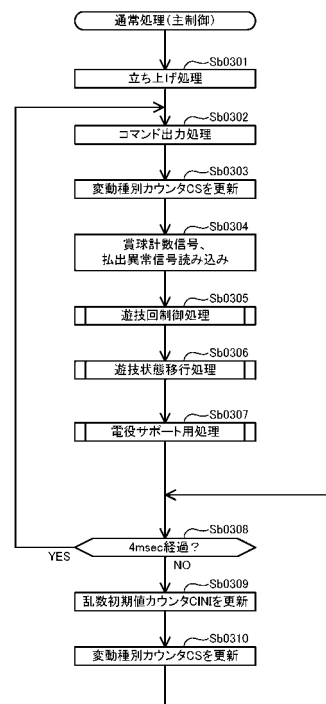 通常処理(主制御)
Sb0301
立ち上げ処理
Sb0302
コマンド出力処理
Sb0303
変動種別カウンタCSを更新
Sb0304
賞球計数信号、
払出異常信号読み込み
Sb0305
遊技回制御処理
Sb0306
遊技状態移行処理
Sb0307
電役サポート用処理
Sb0308
4msec経過?
YES
NO
Sb0309
乱数初期値カウンタCINIを更新
Sb0310
変動種別カウンタCSを更新